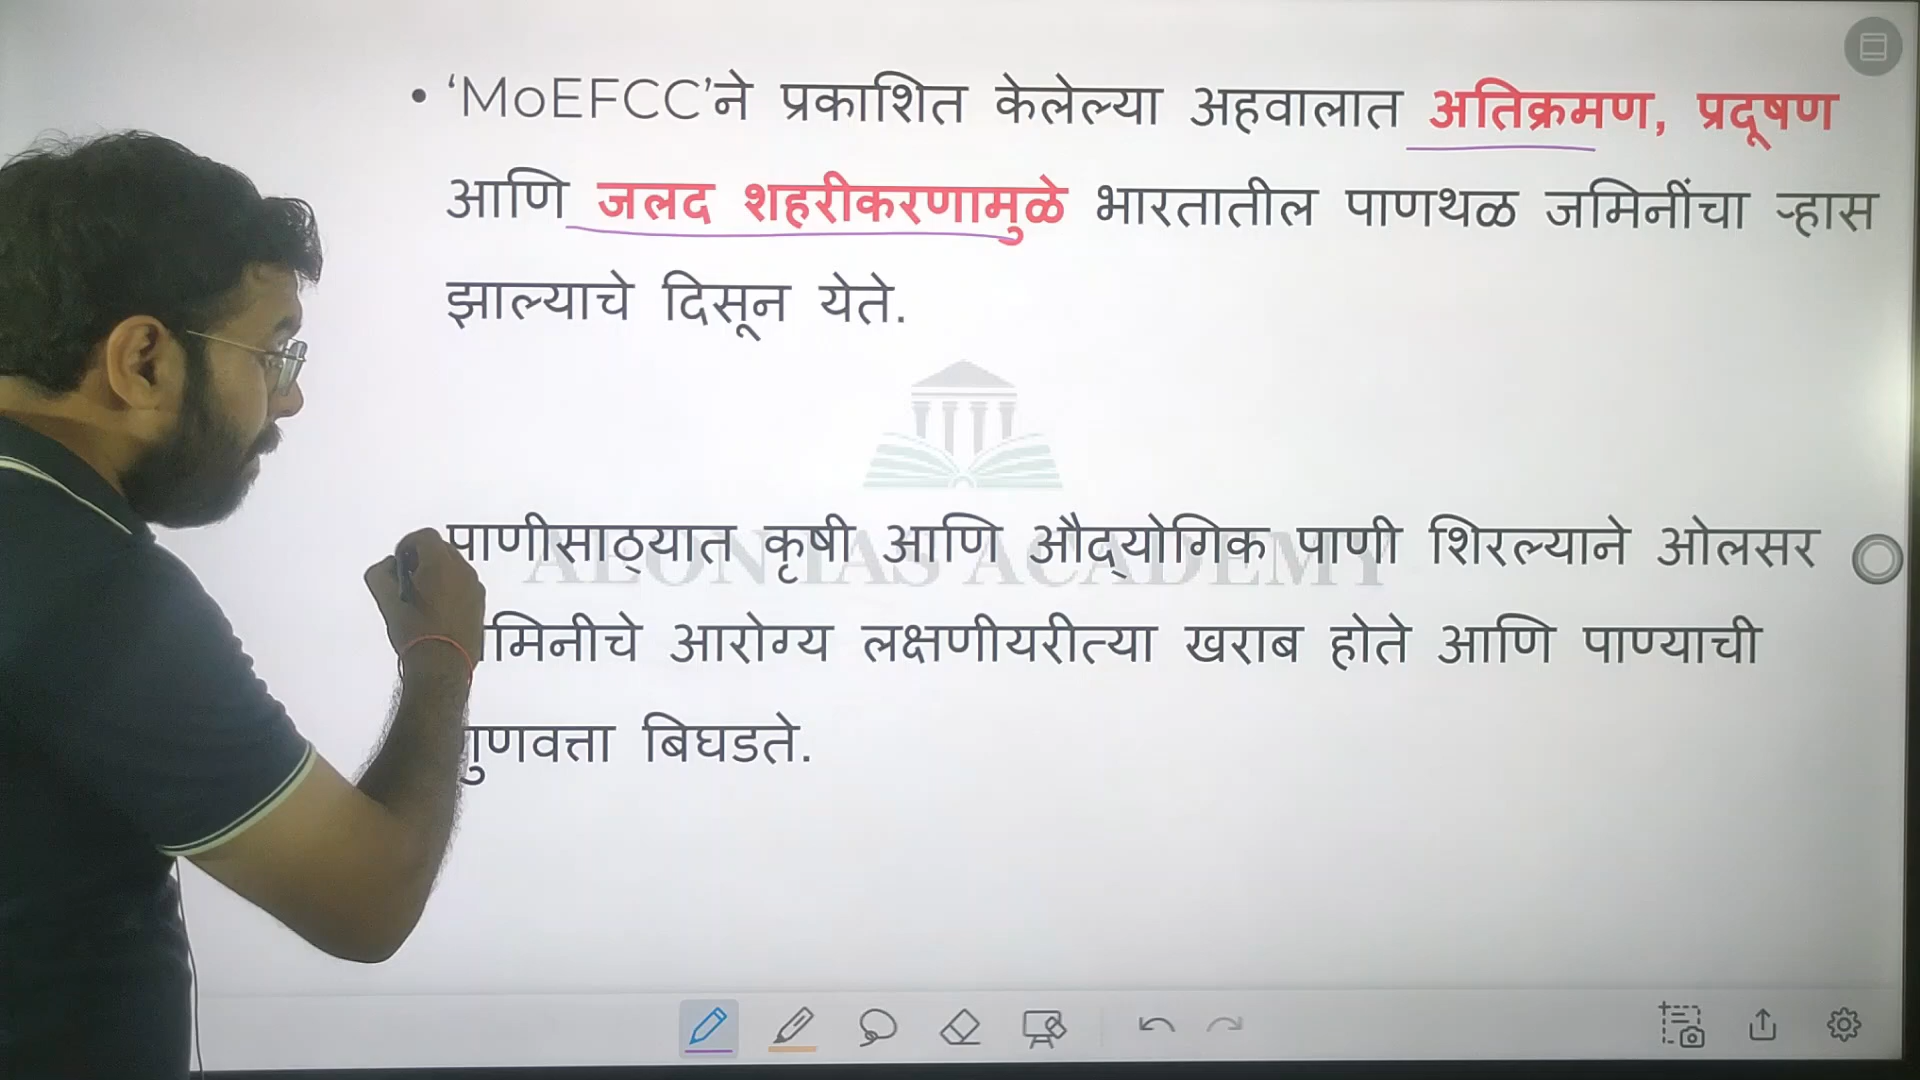 • ‘MoEFCC’ने प्रकाशित केलेल्या अहवालात अतिक्रमण, प्रदूषण
आणि जलद शहरीकरणामुळे भारतातील पाणथळ जमिनींचा ऱ्हास
झाल्याचे दिसून येते.
पाणीसाठ्यात कृषी आणि औद्योगिक पाणी शिरल्याने ओलसर
मिनीचे आरोग्य लक्षणीयरीत्या खराब होते आणि पाण्याची
गुणवत्ता बिघडते.